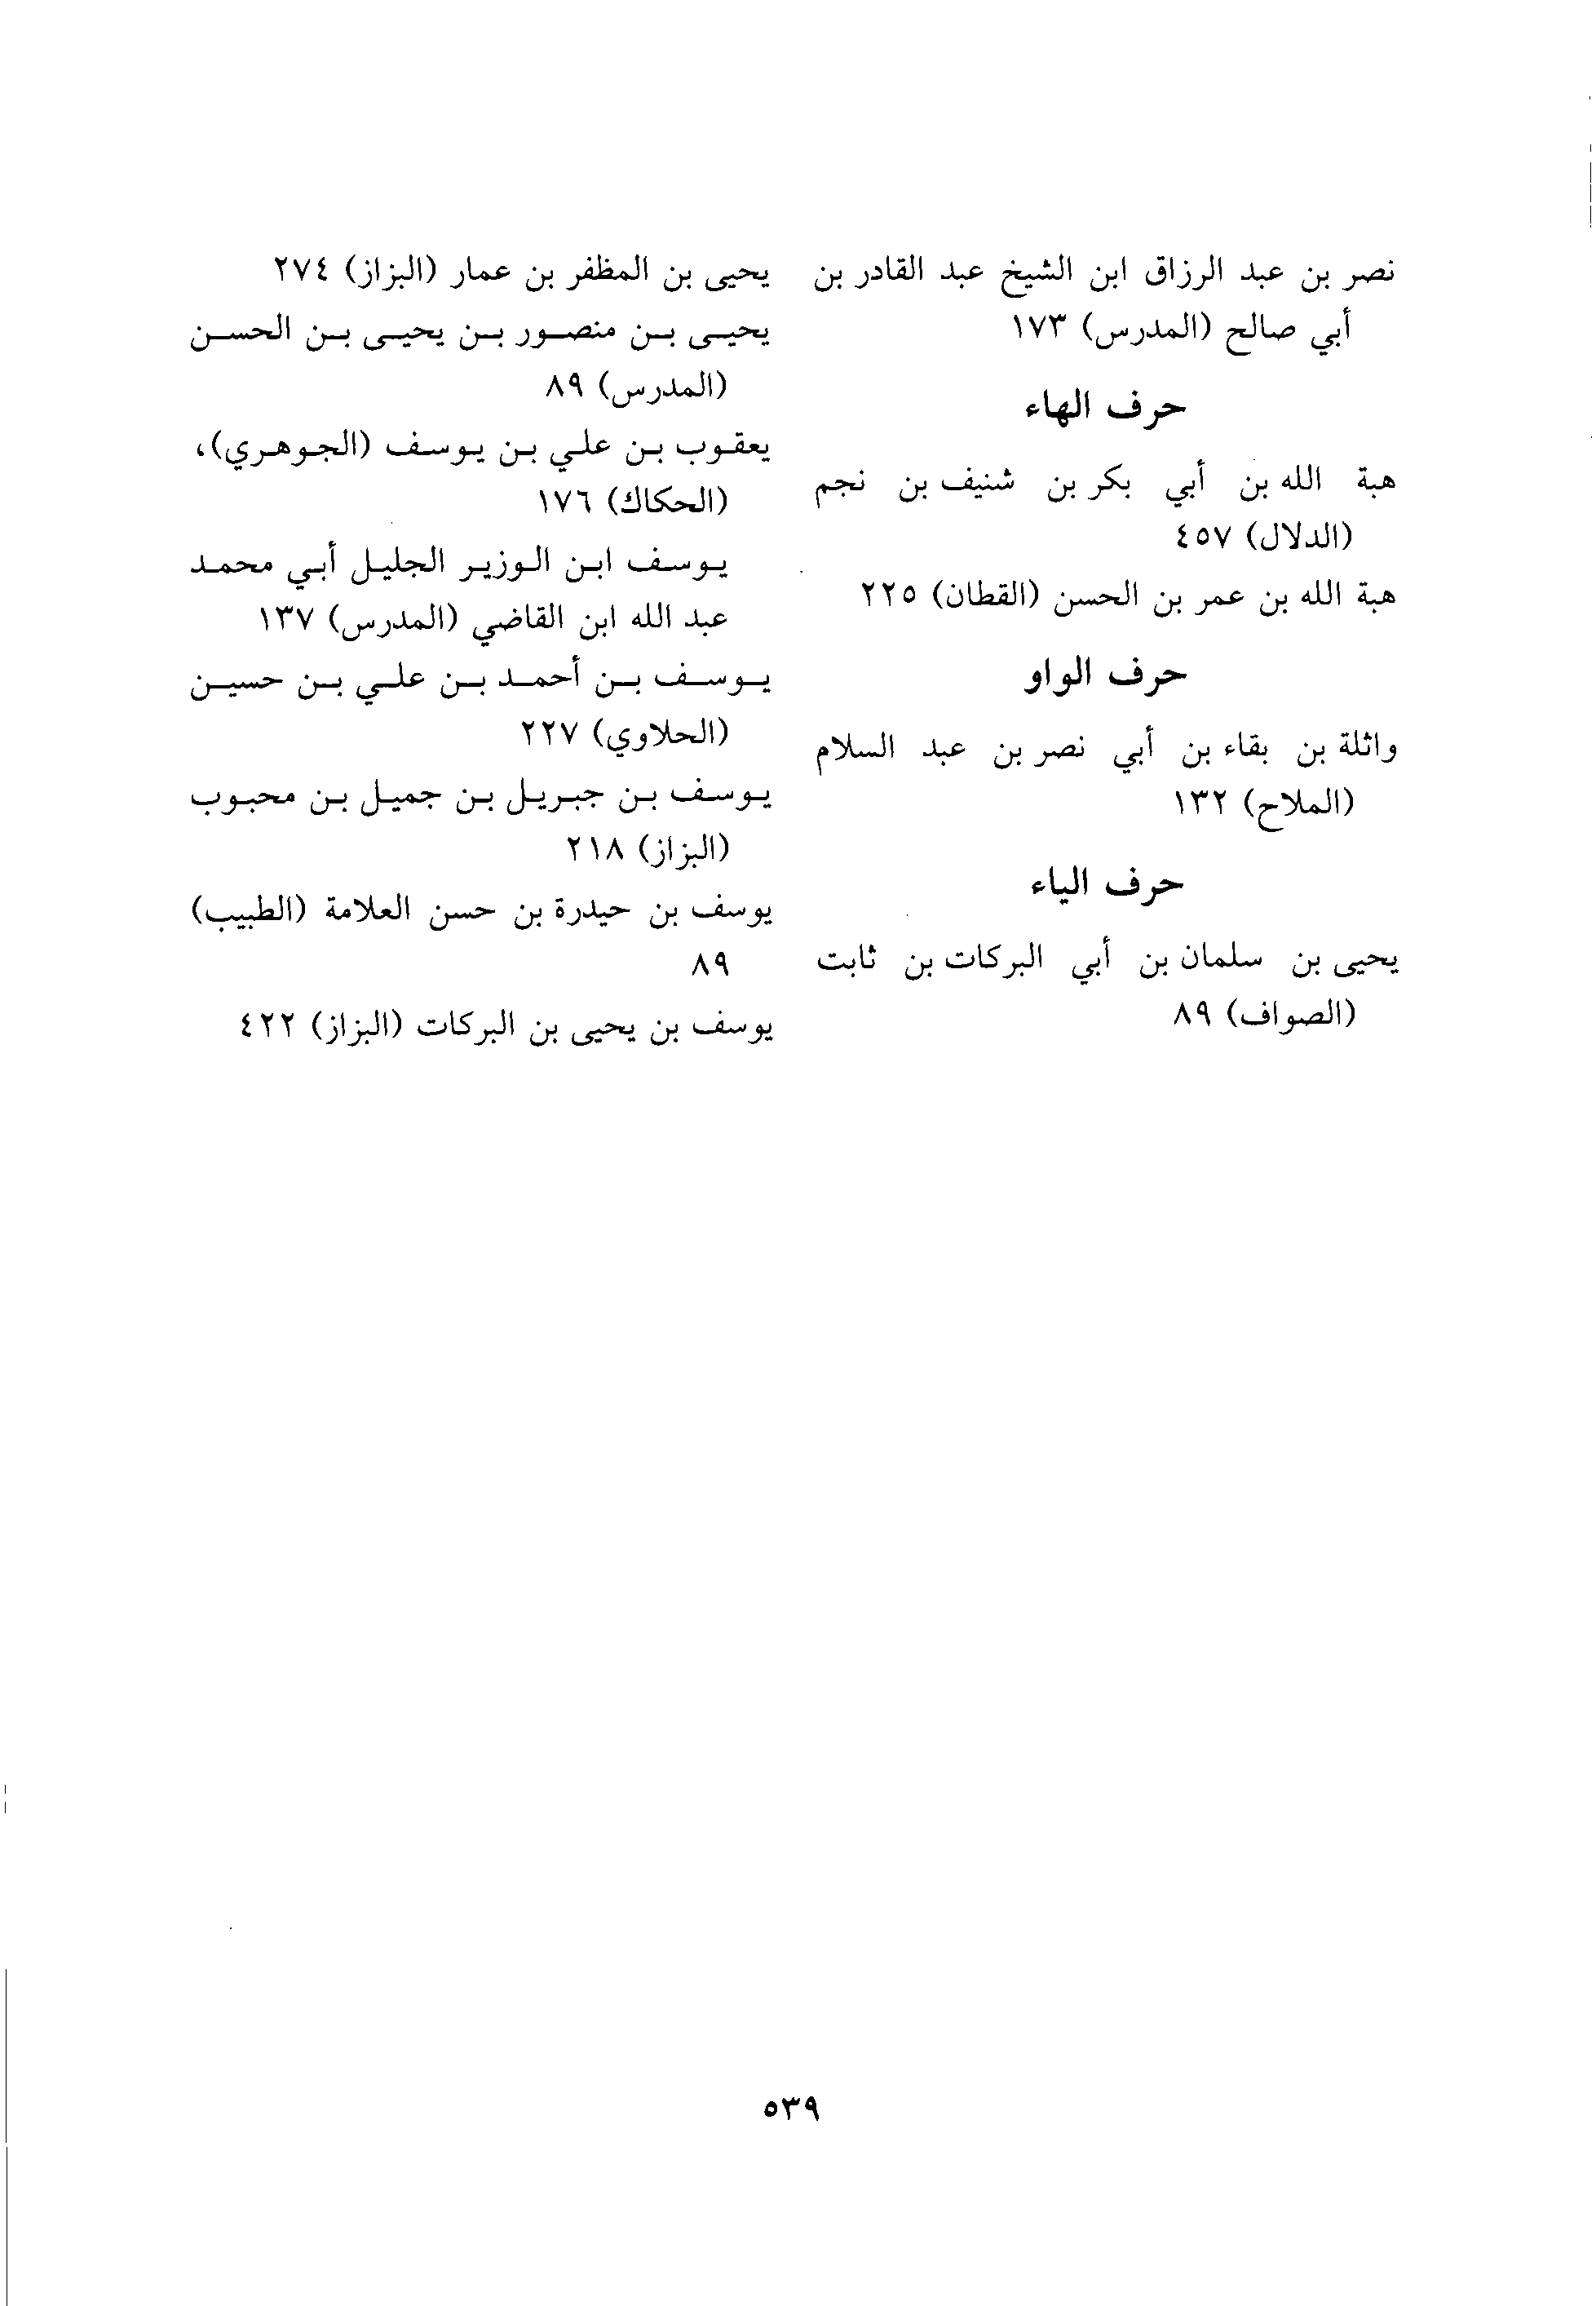 نصر بن عبد الرزاق ابن الشيخ عبد القادر بن
أبي صالح (المدرس) ١٧٣
حرف الهاء
هبة الله بن أبي بكر بن شنيف بن نجم
(الدلال) ٤٥٧
هبة الله بن عمر بن الحسن (القطان) ٢٢٥
حرف الواو
واثلة بن بقاء بن أبي نصر بن عبد السلام
(الملاح) ١٣٢
حرف الياء
يحيى بن سلمان بن أبي البركات بن ثابت
(الصواف) ٨٩
يحيى بن المظفر بن عمار (البزاز) ٢٧٤
يحيى بن منصور بن يحيى بن الحسن
(المدرس) ٨٩
يعقوب بن علي بن يوسف (الجوهري)،
(الحكاك) ١٧٦
يوسف ابن الوزير الجليل أبي محمد
عبد الله ابن القاضي (المدرس) ١٣٧
يوسف بن أحمد بن علي بن حسين
(الحلاوي) ٢٢٧
يوسف بن جبريل بن جميل بن محبوب
(البزاز) ٢١٨
يوسف بن حيدرة بن حسن العلامة (الطبيب)
٨٩
يوسف بن يحيى بن البركات (البزاز) ٤٢٢
٥٣٩